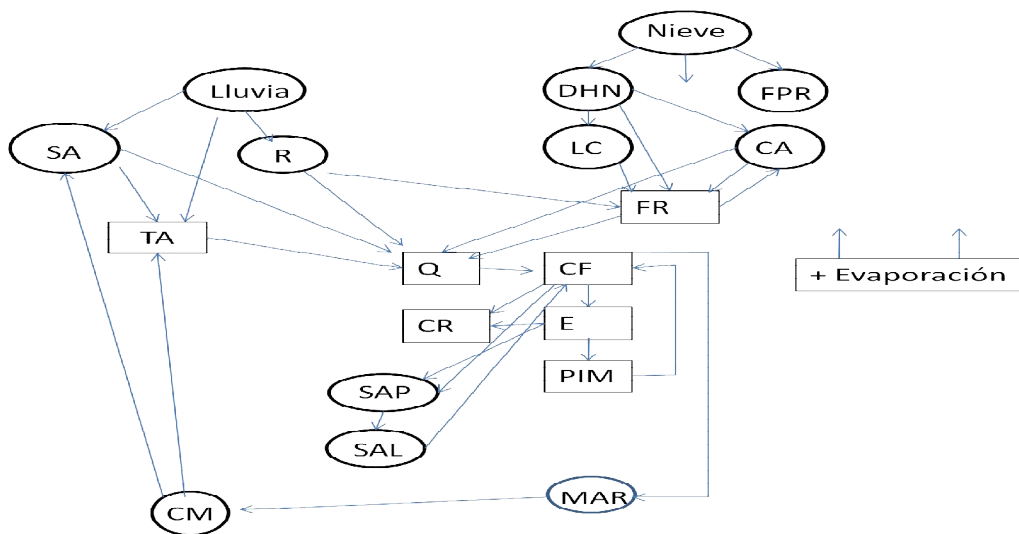 Nieve
Lluvia
DHN
FPR
SA
R
LC
CA
FR
TA
Q
CF
+ Evaporación
CR
E
PIM
SAP
SAL
MAR
CM